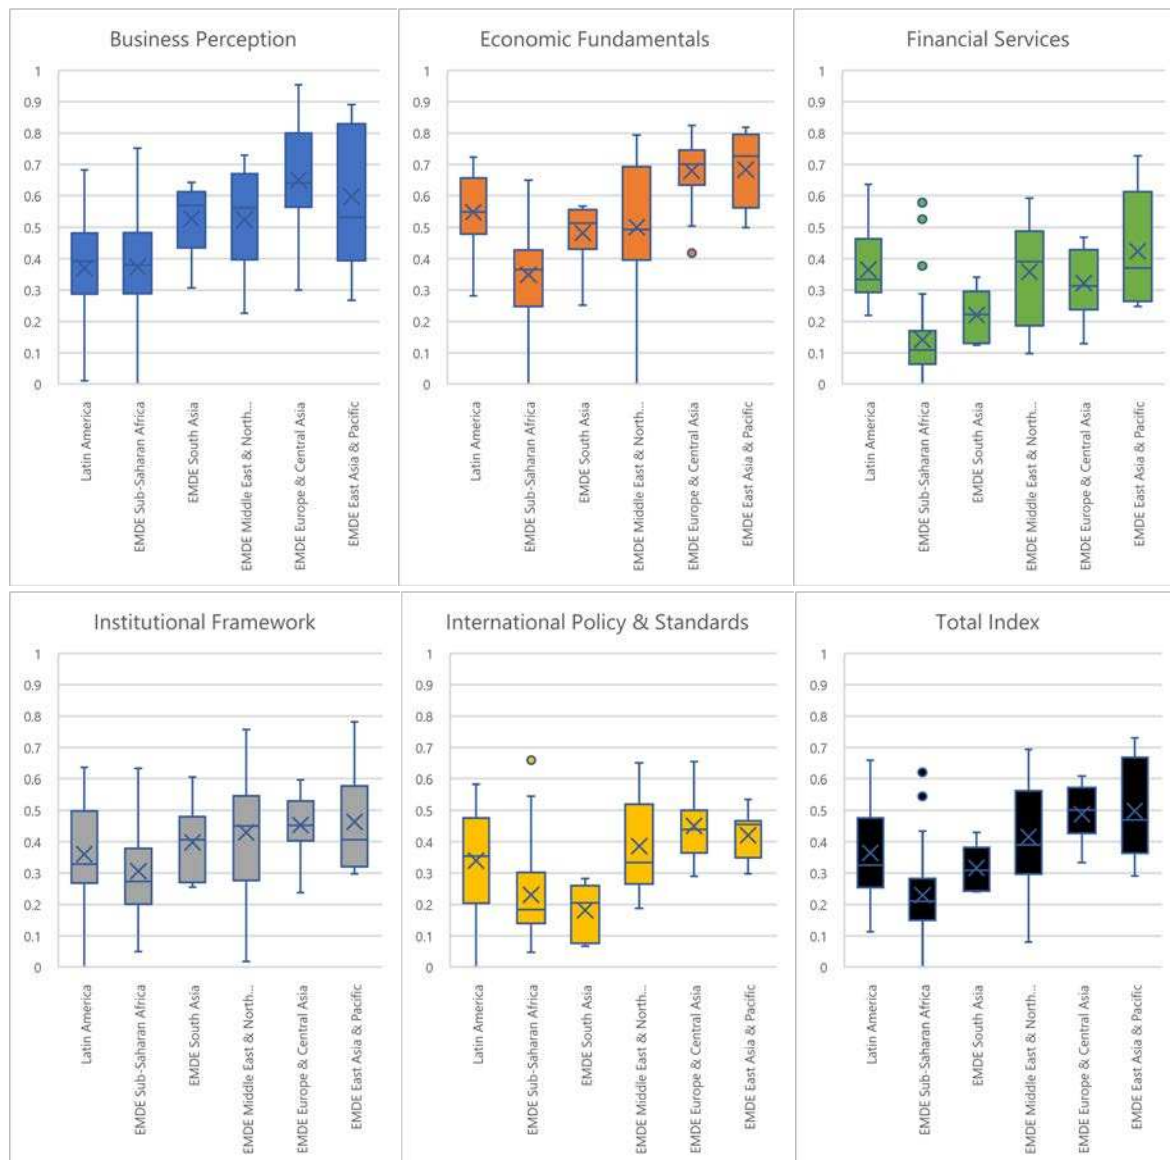 Business Perception
1
0.9
0.8
0.7
0.6
0.5
0.4
0.3
0.2
0.1
0
Latin America
EMDE Sub-Saharan Africa
EMDE South Asia
EMDE Middle East & North...
EMDE Europe & Central Asia
EMDE East Asia & Pacific
Economic Fundamentals
1
0.9
0.8
0.7
0.6
0.5
0.4
0.3
0.2
0.1
0
Latin America
EMDE Sub-Saharan Africa
EMDE South Asia
EMDE Middle East & North...
EMDE Europe & Central Asia
EMDE East Asia & Pacific
Financial Services
1
0.9
0.8
0.7
0.6
0.5
0.4
0.3
0.2
0.1
0
Latin America
EMDE Sub-Saharan Africa
EMDE South Asia
EMDE Middle East & North...
EMDE Europe & Central Asia
EMDE East Asia & Pacific
Institutional Framework
1
0.9
0.8
0.7
0.6
0.5
0.4
0.3
0.2
0.1
0
Latin America
EMDE Sub-Saharan Africa
EMDE South Asia
EMDE Middle East & North...
EMDE Europe & Central Asia
EMDE East Asia & Pacific
International Policy & Standards
1
0.9
0.8
0.7
0.6
0.5
0.4
0.3
0.2
0.1
0
Latin America
EMDE Sub-Saharan Africa
EMDE South Asia
EMDE Middle East & North...
EMDE Europe & Central Asia
EMDE East Asia & Pacific
Total Index
1
0.9
0.8
0.7
0.6
0.5
0.4
0.3
0.2
0.1
0
Latin America
EMDE Sub-Saharan Africa
EMDE South Asia
EMDE Middle East & North...
EMDE Europe & Central Asia
EMDE East Asia & Pacific